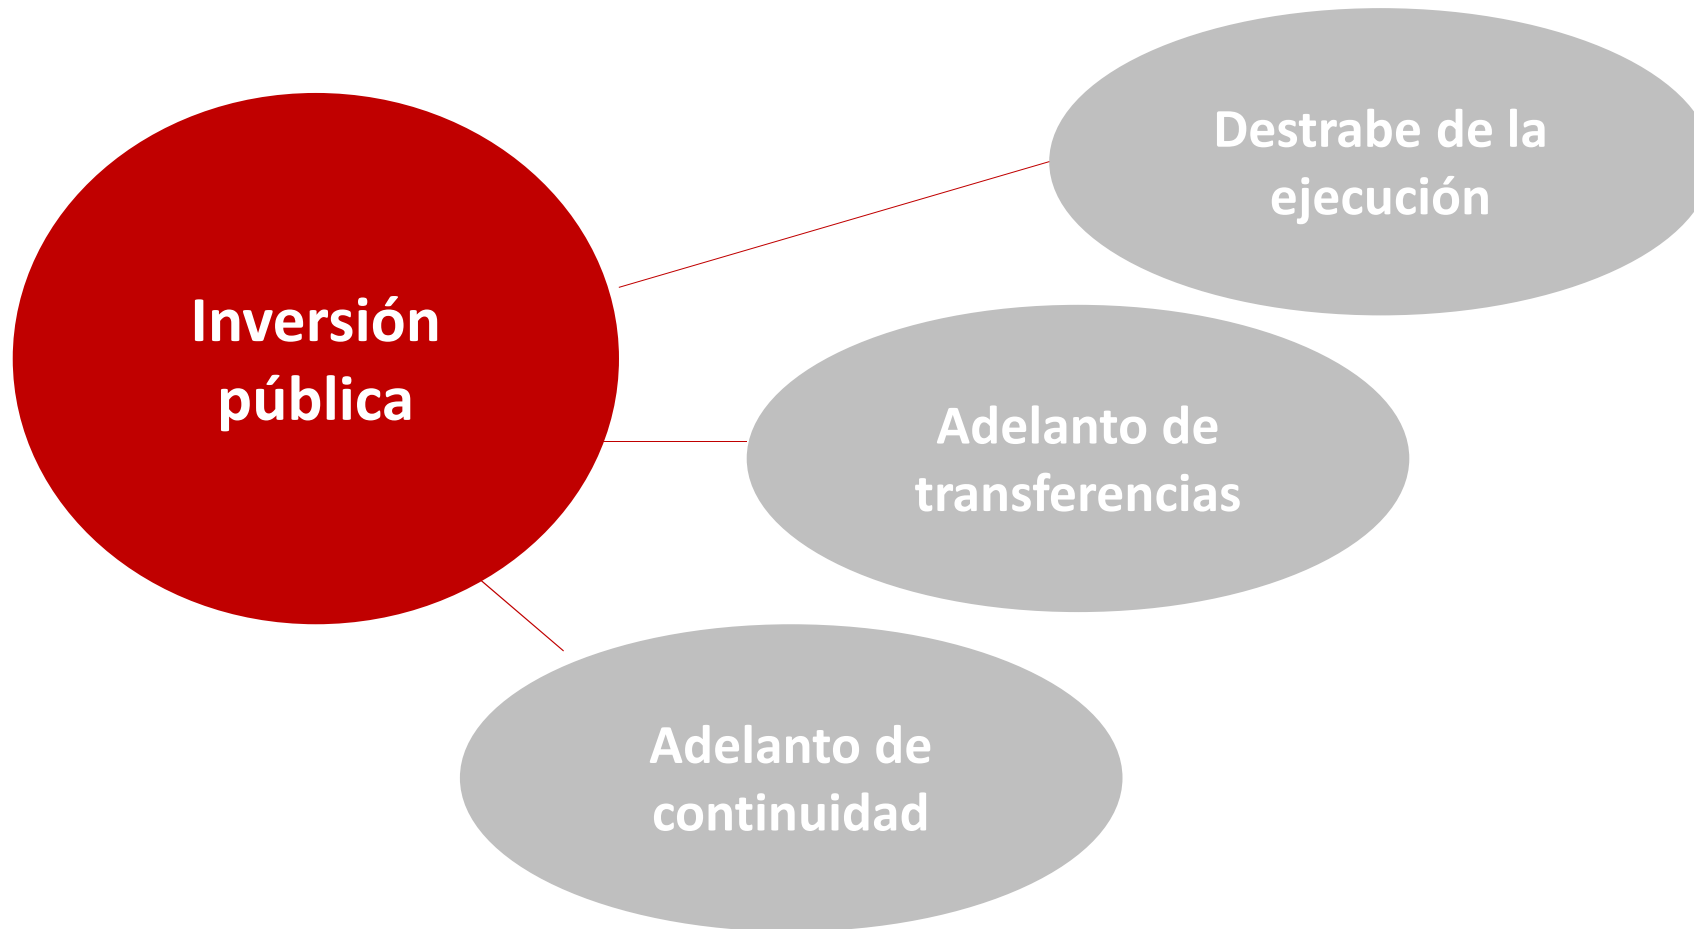 Inversión
pública
Destrabe de la
ejecución
Adelanto de
transferencias
Adelanto de
continuidad